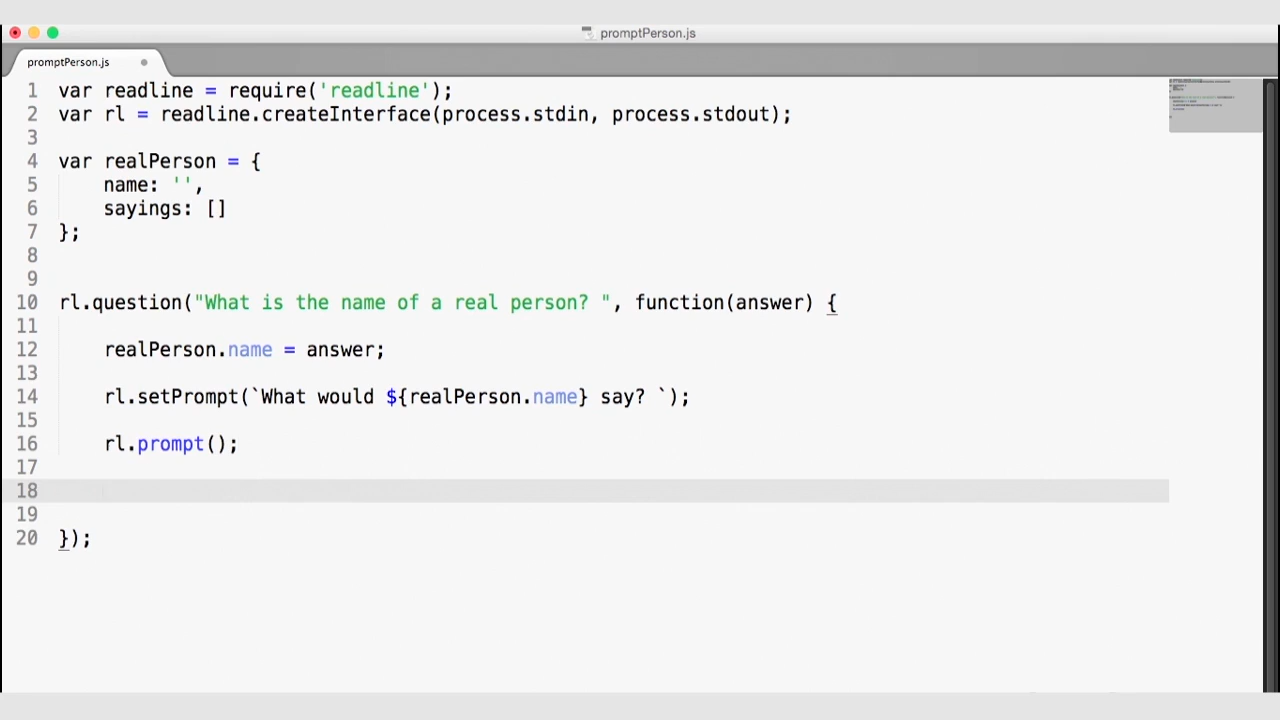 promptPerson.js
promptPerson.js
1 var readline = require('readline');
2 var rl = readline.createInterface(process.stdin, process.stdout);
3
4 var realPerson = {
5     name: '',
6     sayings: []
7 };
8
9
10 rl.question("What is the name of a real person? ", function(answer) {
11
12     realPerson.name = answer;
13
14     rl.setPrompt(`What would ${realPerson.name} say? `);
15
16     rl.prompt();
17
18
19
20 });